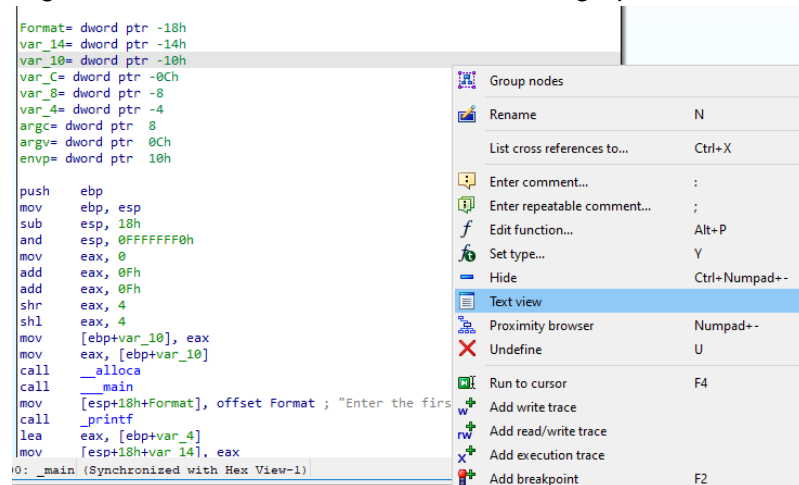 Format= dword ptr -18h
var_14= dword ptr -14h
var_10= dword ptr -10h
var_C= dword ptr -0Ch
var_8= dword ptr -8
var_4= dword ptr -4
argc= dword ptr  8
argv= dword ptr  0Ch
envp= dword ptr  10h
push    ebp
mov     ebp, esp
sub     esp, 18h
and     esp, 0FFFFFFF0h
mov     eax, 0
add     eax, 0Fh
add     eax, 0Fh
shr     eax, 4
shl     eax, 4
mov     [ebp+var_10], eax
mov     eax, [ebp+var_10]
call    __alloca
call    ___main
mov     [esp+18h+Format], offset Format ; "Enter the firs
call    _printf
lea     eax, [ebp+var_4]
mov     [esp+18h+var_14], eax
0: _main (Synchronized with Hex View-1)
Group nodes
Rename N
List cross references to... Ctrl+X
Enter comment... :
Enter repeatable comment... ;
Edit function... Alt+P
Set type... Y
Hide Ctrl+Numpad+-
Text view
Proximity browser Numpad+-
Undefine U
Run to cursor F4
Add write trace
Add read/write trace
Add execution trace
Add breakpoint F2